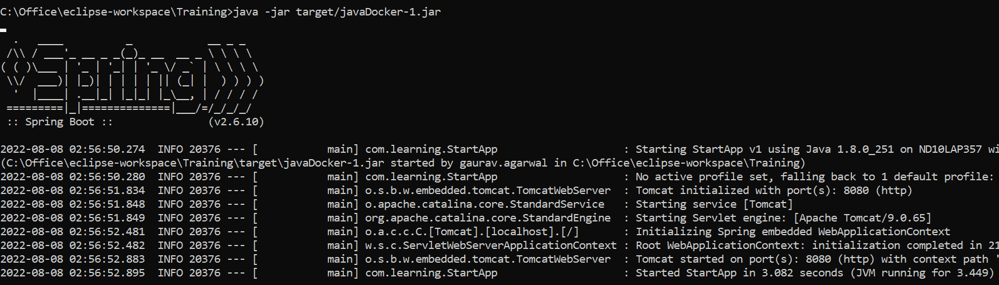 C:\Office\eclipse-workspace\Training>java -jar target/javaDocker-1.jar
  .   ____          _            __ _ _
 /\\ / ___'_ __ _ _(_)_ __  __ _ \ \ \ \
( ( )\___ | '_ | '_| | '_ \/ _` | \ \ \ \
 \\/  ___)| |_)| | | | | || (_| |  ) ) ) )
  '  |____| .__|_| |_|_| |_\__, | / / / /
 =========|_|==============|___/=/_/_/_/
 :: Spring Boot ::               (v2.6.10)
2022-08-08 02:56:50.274  INFO 20376 --- [           main] com.learning.StartApp                    : Starting StartApp v1 using Java 1.8.0_251 on ND10LAP357 wi
(C:\Office\eclipse-workspace\Training\target\javaDocker-1.jar started by gaurav.agarwal in C:\Office\eclipse-workspace\Training)
2022-08-08 02:56:50.280  INFO 20376 --- [           main] com.learning.StartApp                    : No active profile set, falling back to 1 default profile:
2022-08-08 02:56:51.834  INFO 20376 --- [           main] o.s.b.w.embedded.tomcat.TomcatWebServer  : Tomcat initialized with port(s): 8080 (http)
2022-08-08 02:56:51.848  INFO 20376 --- [           main] o.apache.catalina.core.StandardService   : Starting service [Tomcat]
2022-08-08 02:56:51.849  INFO 20376 --- [           main] org.apache.catalina.core.StandardEngine  : Starting Servlet engine: [Apache Tomcat/9.0.65]
2022-08-08 02:56:52.481  INFO 20376 --- [           main] o.a.c.c.C.[Tomcat].[localhost].[/]       : Initializing Spring embedded WebApplicationContext
2022-08-08 02:56:52.482  INFO 20376 --- [           main] w.s.c.ServletWebServerApplicationContext : Root WebApplicationContext: initialization completed in 21
2022-08-08 02:56:52.883  INFO 20376 --- [           main] o.s.b.w.embedded.tomcat.TomcatWebServer  : Tomcat started on port(s): 8080 (http) with context path '
2022-08-08 02:56:52.895  INFO 20376 --- [           main] com.learning.StartApp                    : Started StartApp in 3.082 seconds (JVM running for 3.449)